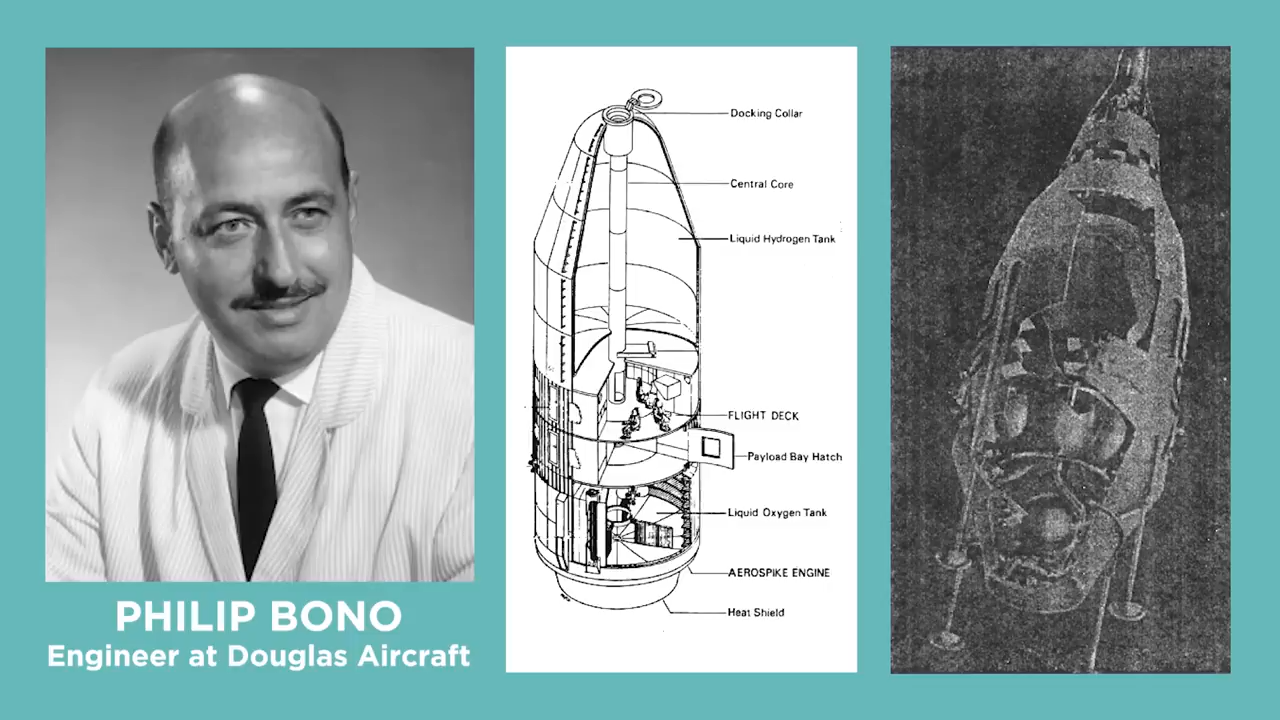 PHILIP BONO
Engineer at Douglas Aircraft
Docking Collar
Central Core
Liquid Hydrogen Tank
FLIGHT DECK
Payload Bay Hatch
Liquid Oxygen Tank
AEROSPIKE ENGINE
Heat Shield